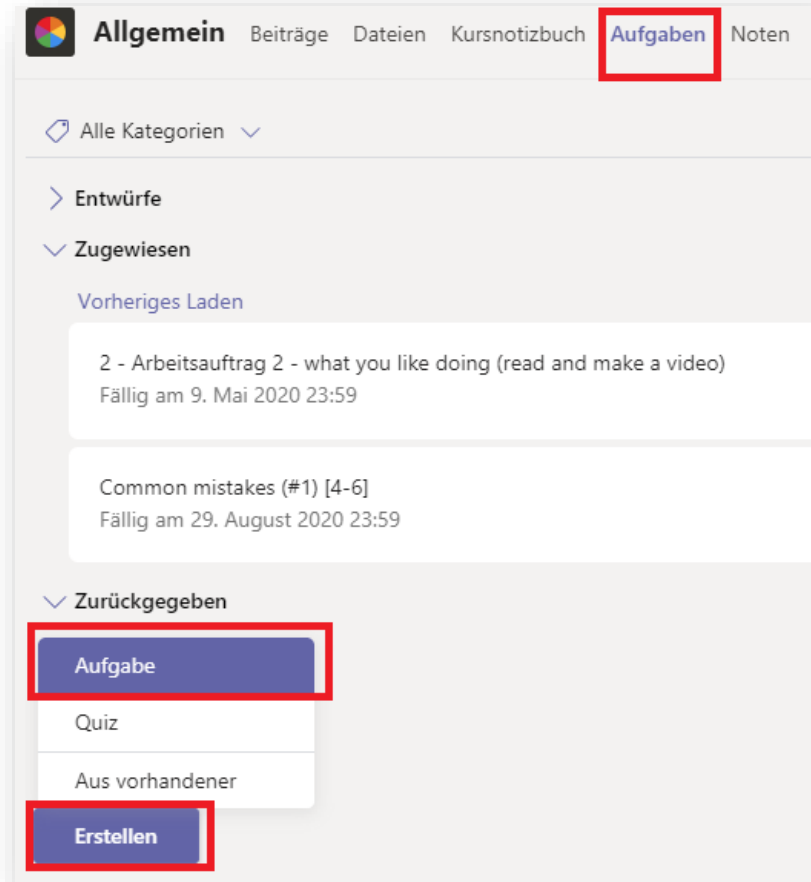 Allgemein Beiträge Dateien Kursnotizbuch Aufgaben Noten
Alle Kategorien
Entwürfe
Zugewiesen
Vorheriges Laden
2 - Arbeitsauftrag 2 - what you like doing (read and make a video)
Fällig am 9. Mai 2020 23:59
Common mistakes (#1) [4-6]
Fällig am 29. August 2020 23:59
Zurückgegeben
Aufgabe
Quiz
Aus vorhandener
Erstellen